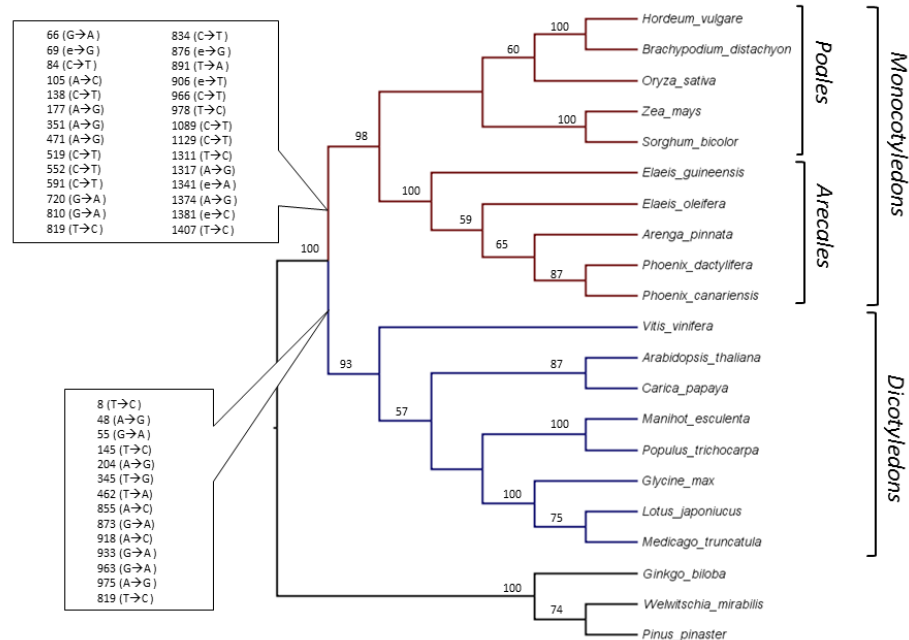 66 (G→A) 834 (C→T)
69 (e→G) 876 (e→G)
84 (C→T) 891 (T→A)
105 (A→C) 906 (e→T)
138 (C→T) 966 (C→T)
177 (A→G) 978 (T→C)
351 (A→G) 1089 (C→T)
471 (A→G) 1129 (C→T)
519 (C→T) 1311 (T→C)
552 (C→T) 1317 (A→G)
591 (C→T) 1341 (e→A)
720 (G→A) 1374 (A→G)
810 (G→A) 1381 (e→C)
819 (T→C) 1407 (T→C)
8 (T→C)
48 (A→G)
55 (G→A)
145 (T→C)
204 (A→G)
345 (T→G)
462 (T→A)
855 (A→C)
873 (G→A)
918 (A→C)
933 (G→A)
963 (G→A)
975 (A→G)
819 (T→C)
100
98
93
60
100
100
100
59
65
87
57
87
100
100
75
100
74
Hordeum_vulgare
Brachypodium_distachyon
Oryza_sativa
Zea_mays
Sorghum_bicolor
Elaeis_guineensis
Elaeis_oleifera
Arenga_pinnata
Phoenix_dactylifera
Phoenix_canariensis
Vitis_vinifera
Arabidopsis_thaliana
Carica_papaya
Manihot_esculenta
Populus_trichocarpa
Glycine_max
Lotus_japoniucus
Medicago_truncatula
Ginkgo_biloba
Welwitschia_mirabilis
Pinus_pinaster
Poales
Arecales
Monocotyledons
Dicotyledons